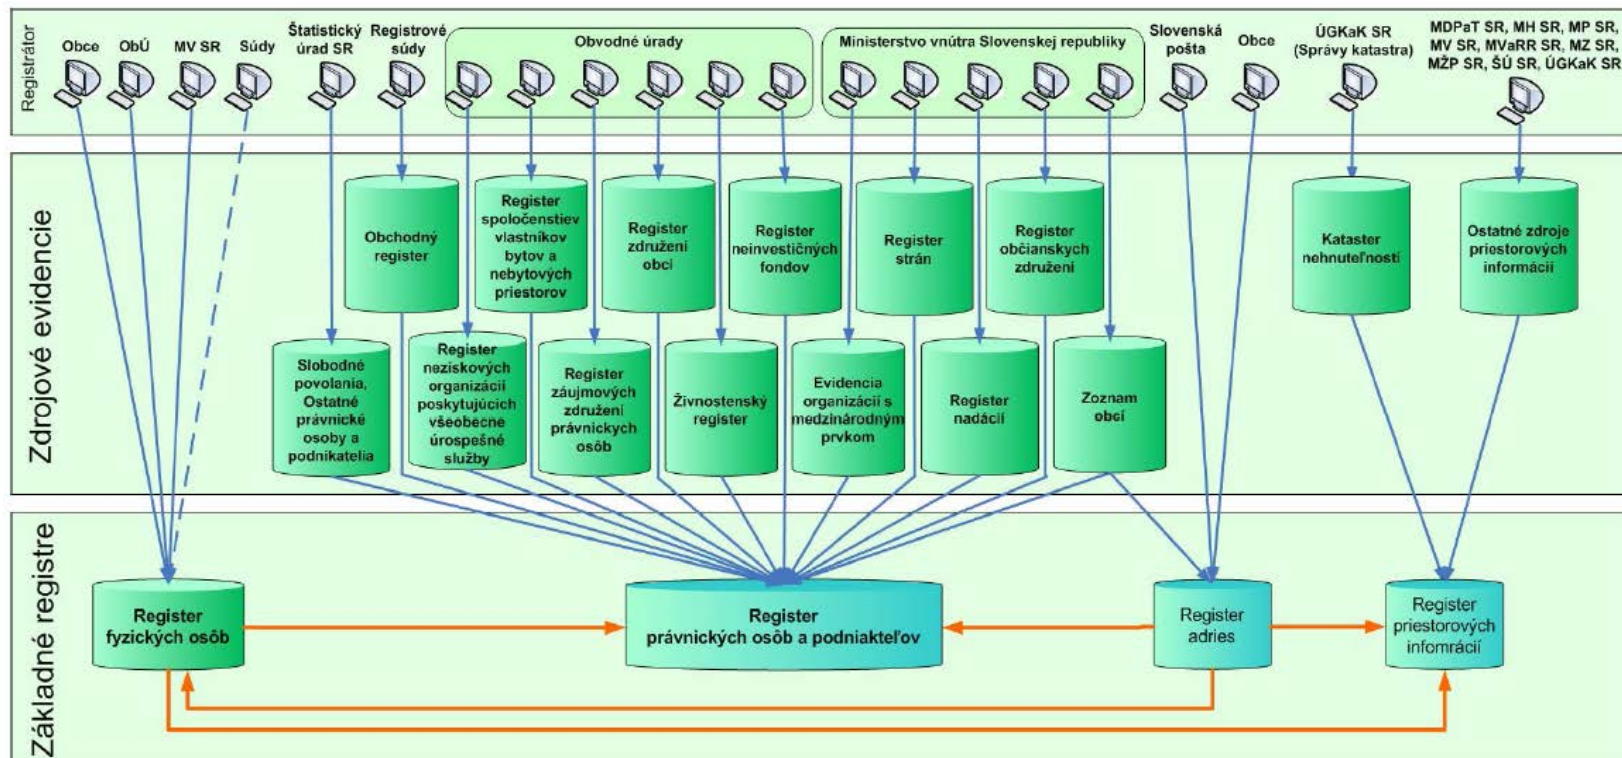 Registrátor
Obce
ObÚ
MV SR
Súdy
Štatistický
úrad SR
Registrové
súdy
Obvodné úrady
Ministerstvo vnútra Slovenskej republiky
Slovenská
pošta
Obce
ÚGKaK SR
(Správy katastra)
MDPaT SR, MH SR, MP SR,
MV SR, MVaRR SR, MZ SR,
MŽP SR, ŠÚ SR, ÚGKaK SR
Zdrojové evidencie
Obchodný
register
Register
spoločenstiev
vlastníkov
bytov a
nebytových
priestorov
Register
združení
obcí
Register
neinvestičných
fondov
Register
strán
Register
občianskych
združení
Kataster
nehnuteľností
Ostatné zdroje
priestorových
informácií
Slobodné
povolania,
Ostatné
právnické
osoby a
podnikatelia
Register
neziskových
organizácií
poskytujúcich
všeobecne
úrospešné
služby
Register
záujmových
združení
právnickych
osôb
Živnostenský
register
Evidencia
organizácií s
medzinárodným
prvkom
Register
nadácií
Zoznam
obcí
Základné registre
Register
fyzických osôb
Register
právnických osôb a podniakteľov
Register
adries
Register
priestorových
infomrácií